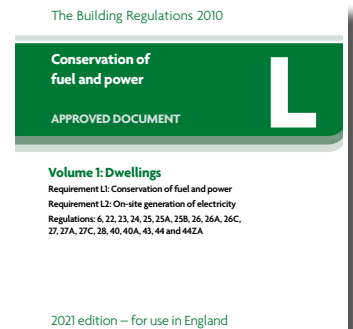 The Building Regulations 2010
Conservation of
fuel and power
APPROVED DOCUMENT
L
Volume 1: Dwellings
Requirement L1: Conservation of fuel and power
Requirement L2: On-site generation of electricity
Regulations: 6, 22, 23, 24, 25, 25A, 25B, 26, 26A, 26C,
27, 27A, 27C, 28, 40, 40A, 43, 44 and 44ZA
2021 edition – for use in England